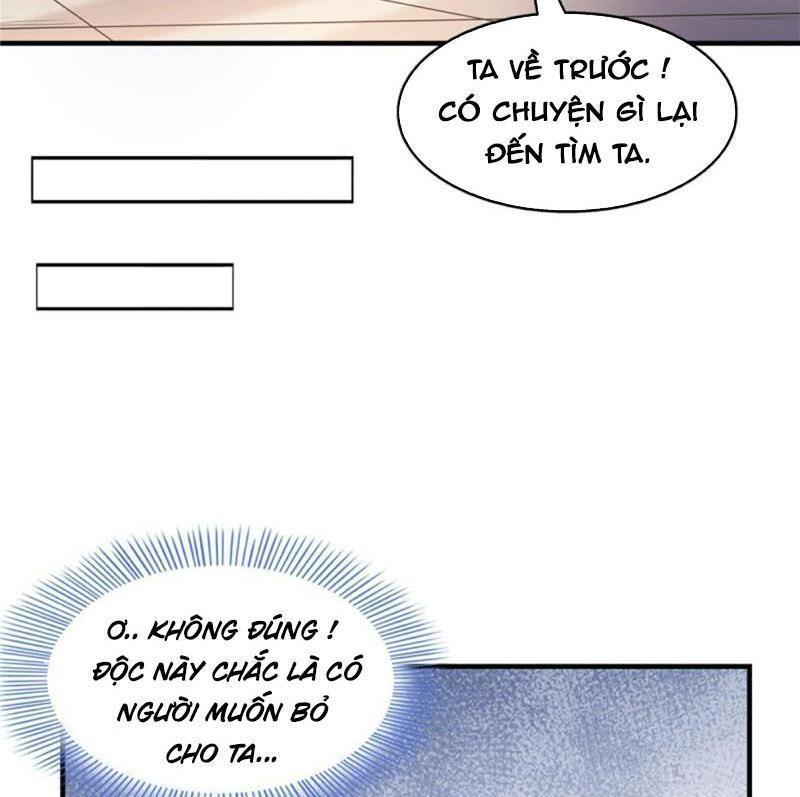 TA VỀ TRƯỚC !
CÓ CHUYỆN GÌ LẠI
ĐẾN TÌM TA.
Ơ.. KHÔNG ĐÚNG !
ĐỘC NÀY CHẮC LÀ CÓ
NGƯỜI MUỐN BỎ
CHO TA...